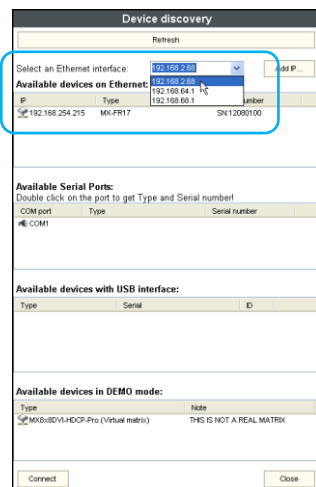 Device discovery
Refresh
Select an Ethernet interface: 192.168.2.68 Add IP...
Available devices on Ethernet: 192.168.2.68
192.168.64.1
192.168.68.1
IP Type umber
192.168.254.215 MX-FR17 SN:12080100
Available Serial Ports:
Double click on the port to get Type and Serial number!
COM port Type Serial number
COM1
Available devices with USB interface:
Type Serial ID
Available devices in DEMO mode:
Type Note
MX8x8DVI-HDCP-Pro (Virtual matrix) THIS IS NOT A REAL MATRIX
Connect Close